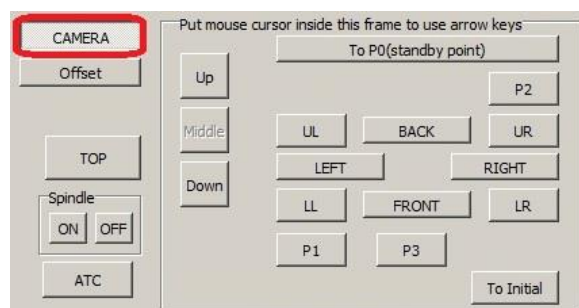 CAMERA
Offset
TOP
Spindle
ON OFF
ATC
Put mouse cursor inside this frame to use arrow keys
To P0(standby point)
Up
P2
Middle
UL BACK UR
LEFT RIGHT
Down
LL FRONT LR
P1 P3
To Initial